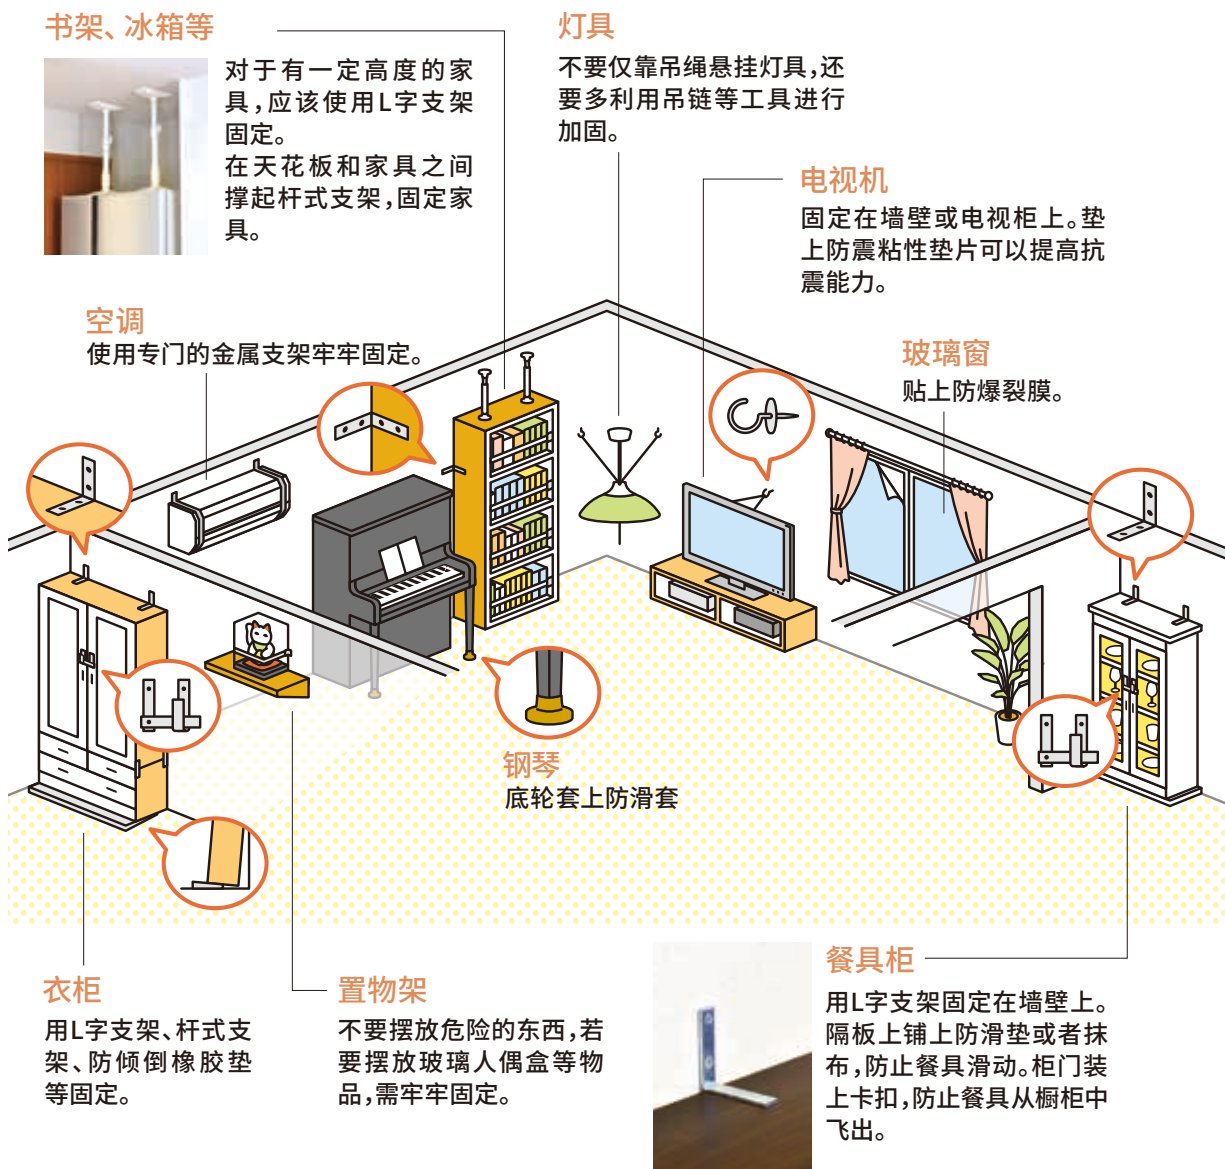 书架、冰箱等
对于有一定高度的家
具,应该使用L字支架
固定。
在天花板和家具之间
撑起杆式支架,固定家
具。
灯具
不要仅靠吊绳悬挂灯具,还
要多利用吊链等工具进行
加固。
电视机
固定在墙壁或电视柜上。垫
上防震粘性垫片可以提高抗
震能力。
空调
使用专门的金属支架牢牢固定。
玻璃窗
贴上防爆裂膜。
钢琴
底轮套上防滑套
衣柜
用L字支架、杆式支
架、防倾倒橡胶垫
等固定。
置物架
不要摆放危险的东西,若
要摆放玻璃人偶盒等物
品,需牢牢固定。
餐具柜
用L字支架固定在墙壁上。
隔板上铺上防滑垫或者抹
布,防止餐具滑动。柜门装
上卡扣,防止餐具从橱柜中
飞出。